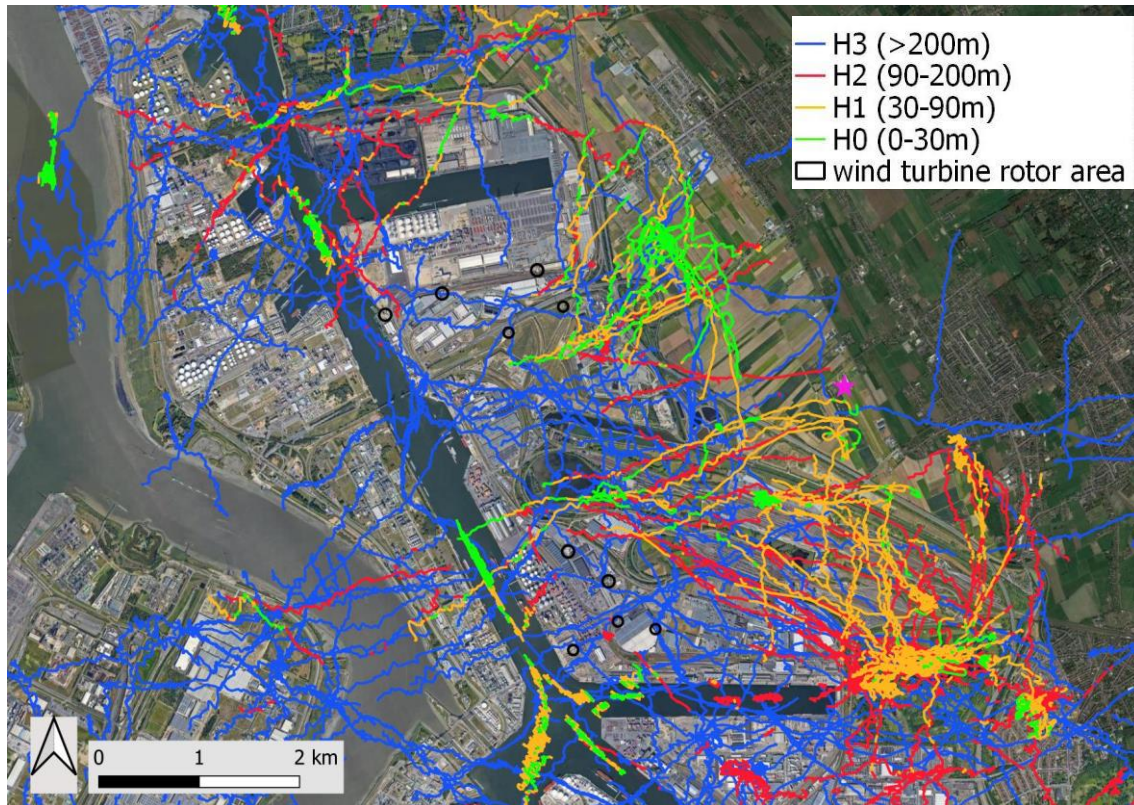 H3 (>200m)
H2 (90-200m)
H1 (30-90m)
H0 (0-30m)
wind turbine rotor area
0 1 2 km